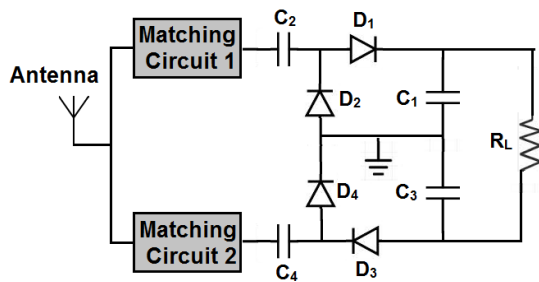 Matching
Circuit 1
C2
D1
Antenna
D2
C1
RL
D4
C3
Matching
Circuit 2
C4
D3